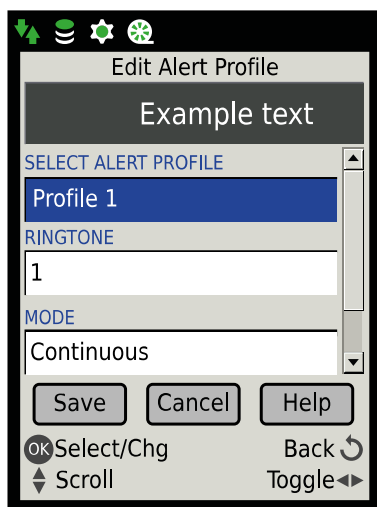 Edit Alert Profile
Example text
SELECT ALERT PROFILE
Profile 1
RINGTONE
1
MODE
Continuous
Save Cancel Help
OK Select/Chg Back
Scroll Toggle